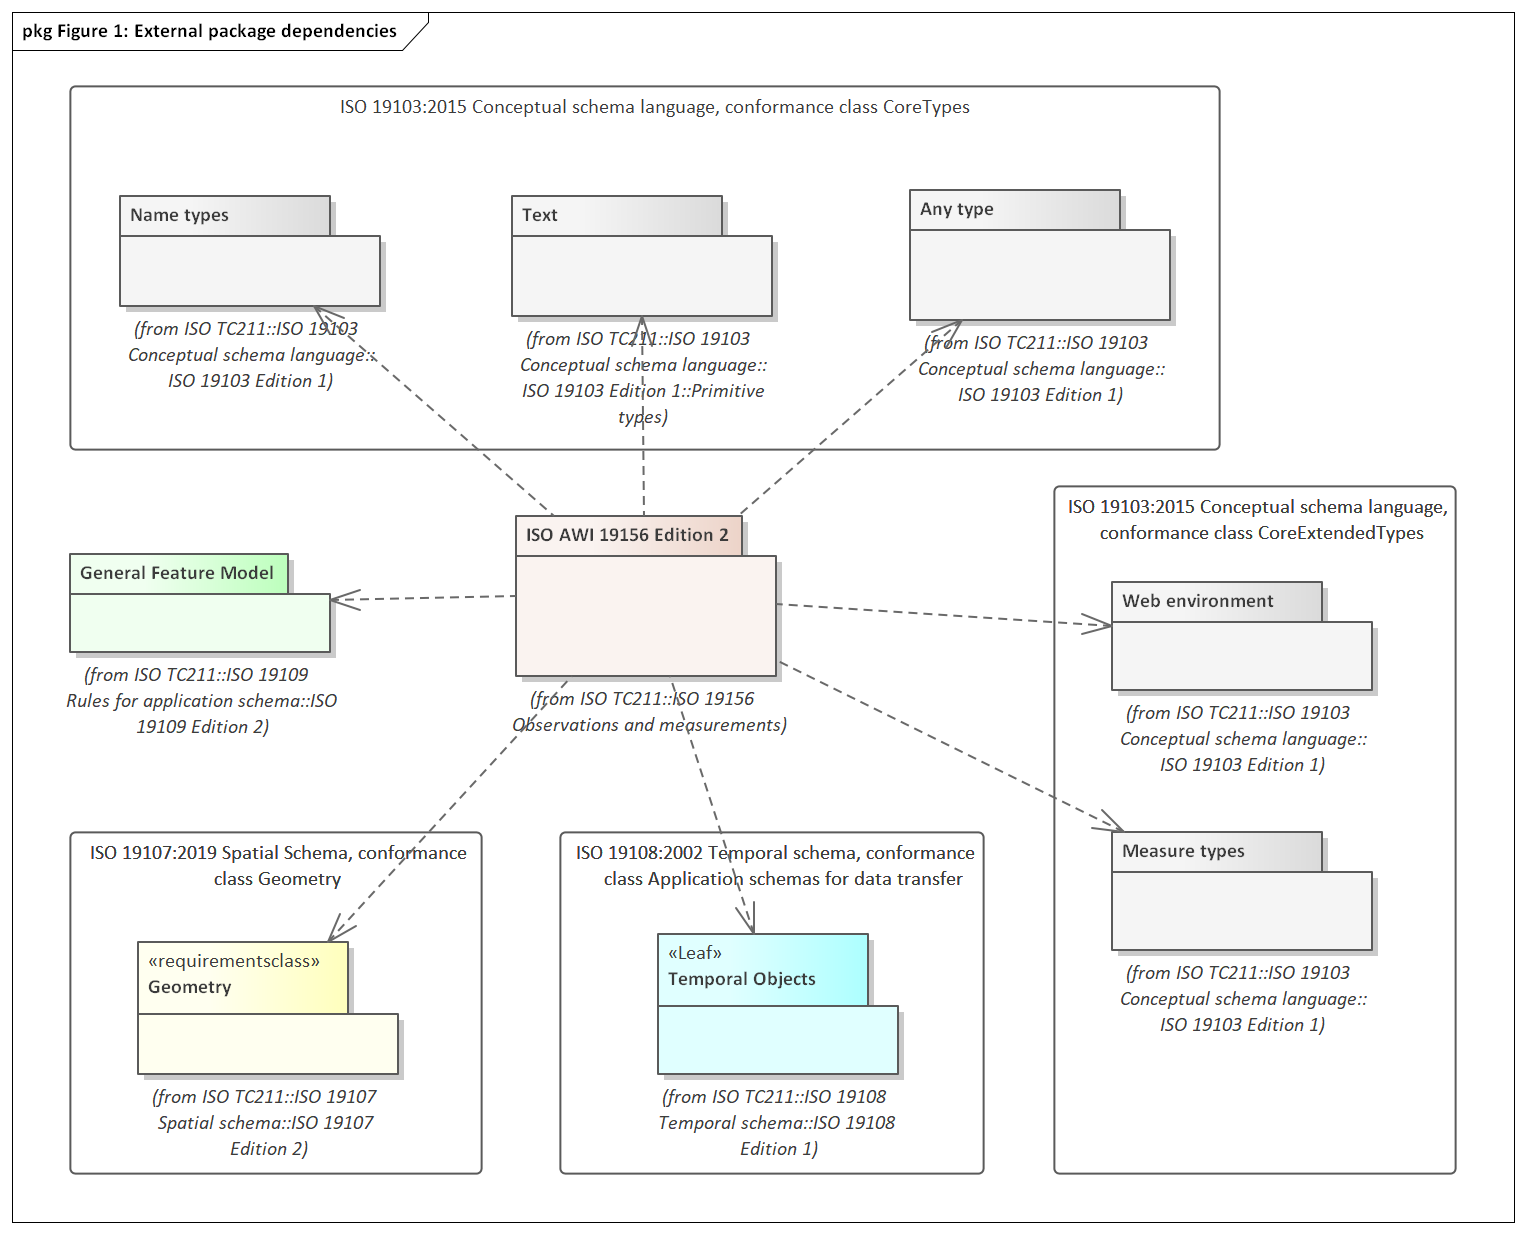 pkg Figure 1: External package dependencies
ISO 19103:2015 Conceptual schema language, conformance class CoreTypes
Name types
(from ISO TC211::ISO 19103
Conceptual schema language::
ISO 19103 Edition 1)
Text
(from ISO TC211::ISO 19103
Conceptual schema language::
ISO 19103 Edition 1::Primitive
types)
Any type
(from ISO TC211::ISO 19103
Conceptual schema language::
ISO 19103 Edition 1)
General Feature Model
(from ISO TC211::ISO 19109
Rules for application schema::ISO
19109 Edition 2)
ISO AWI 19156 Edition 2
(from ISO TC211::ISO 19156
Observations and measurements)
ISO 19103:2015 Conceptual schema language,
conformance class CoreExtendedTypes
Web environment
(from ISO TC211::ISO 19103
Conceptual schema language::
ISO 19103 Edition 1)
Measure types
(from ISO TC211::ISO 19103
Conceptual schema language::
ISO 19103 Edition 1)
ISO 19107:2019 Spatial Schema, conformance
class Geometry
«requirementsclass»
Geometry
(from ISO TC211::ISO 19107
Spatial schema::ISO 19107
Edition 2)
ISO 19108:2002 Temporal schema, conformance
class Application schemas for data transfer
«Leaf»
Temporal Objects
(from ISO TC211::ISO 19108
Temporal schema::ISO 19108
Edition 1)